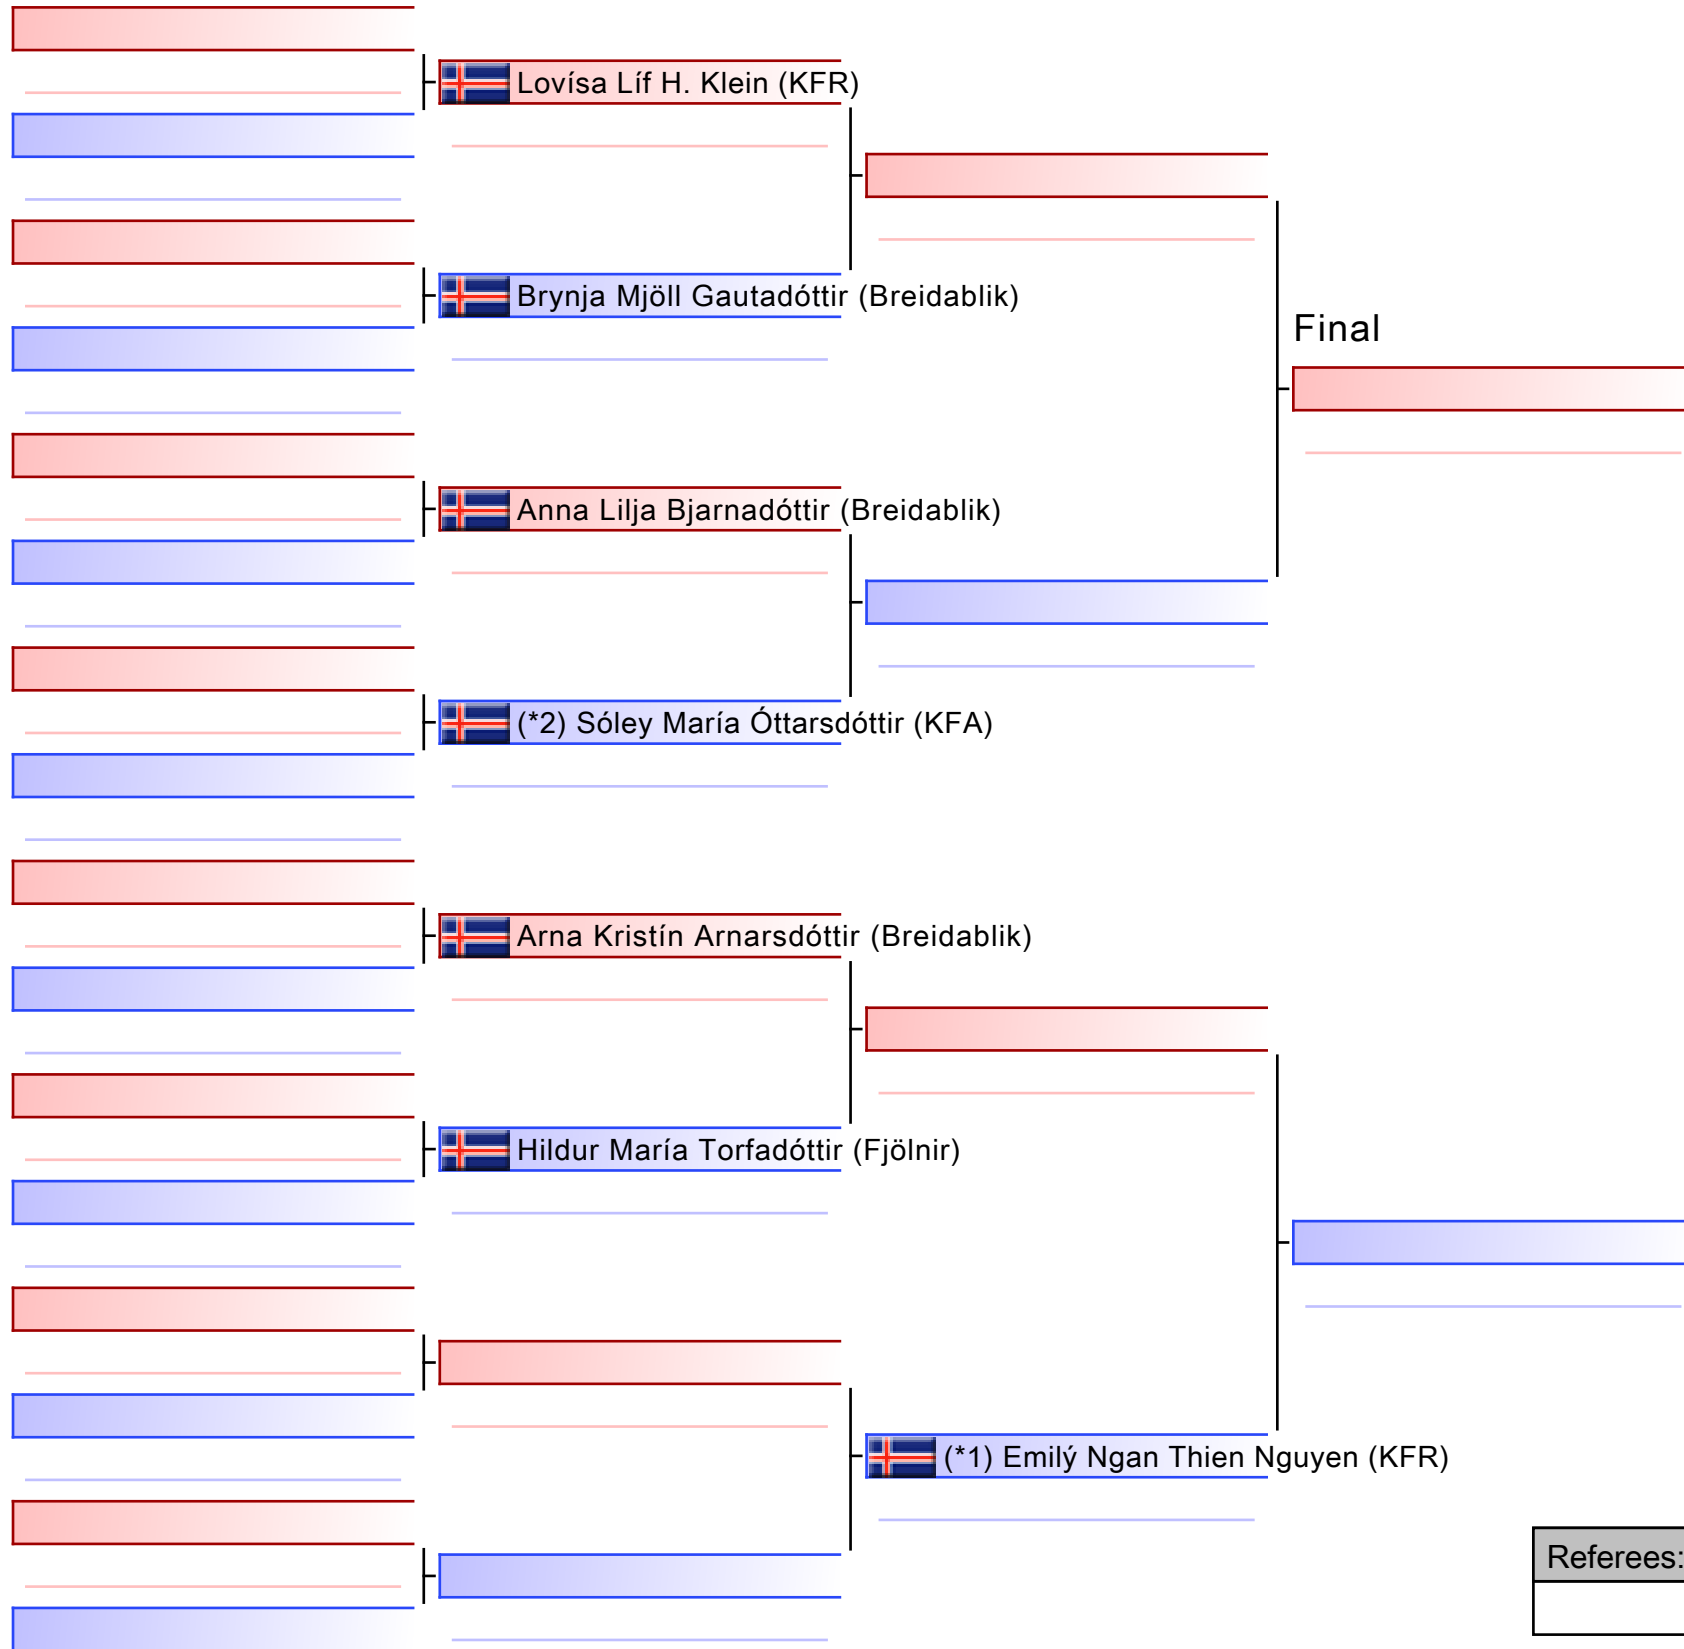 Lovísa Líf H. Klein (KFR)
Brynja Mjöll Gautadóttir (Breidablik)
Final
Anna Lilja Bjarnadóttir (Breidablik)
(*2) Sóley María Óttarsdóttir (KFA)
Arna Kristín Arnarsdóttir (Breidablik)
Hildur María Torfadóttir (Fjölnir)
(*1) Emilý Ngan Thien Nguyen (KFR)
Referees: